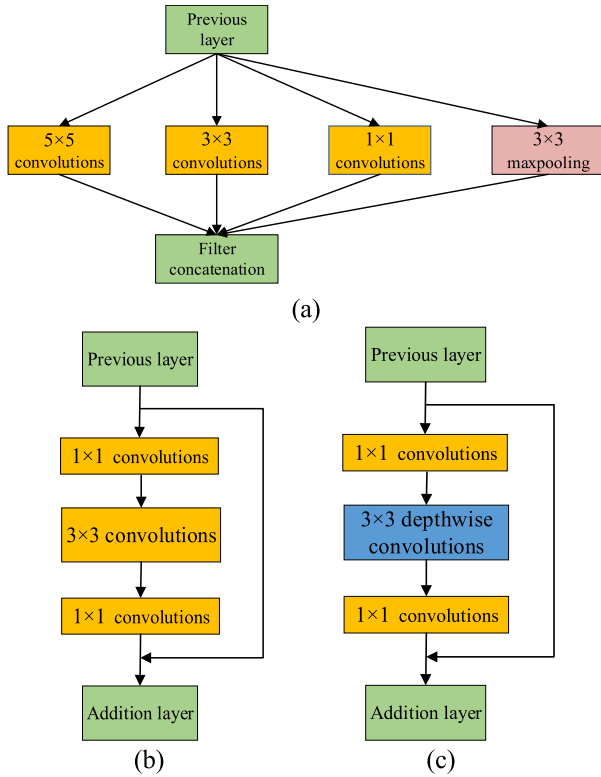 Previous
layer
5×5
convolutions
3×3
convolutions
1×1
convolutions
3×3
maxpooling
Filter
concatenation
(a)
Previous layer
1×1 convolutions
3×3 convolutions
1×1 convolutions
Addition layer
(b)
Previous layer
1×1 convolutions
3×3 depthwise
convolutions
1×1 convolutions
Addition layer
(c)